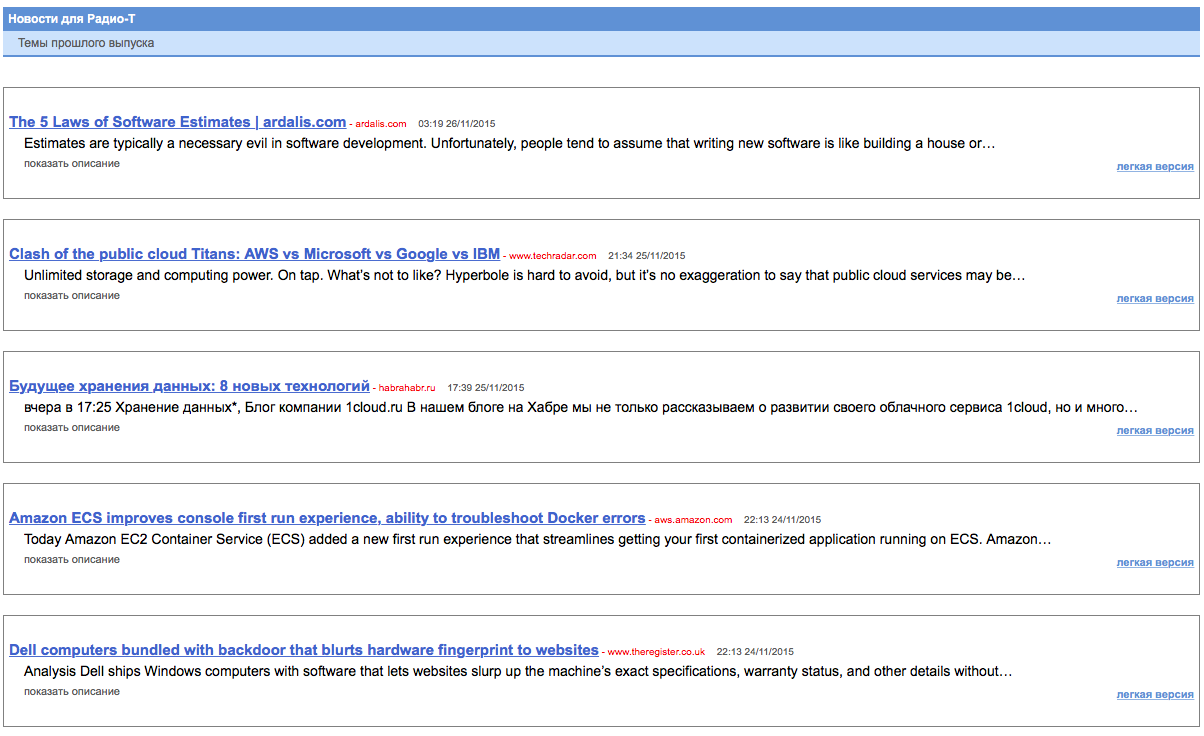 Новости для Радио-Т
Темы прошлого выпуска
The 5 Laws of Software Estimates | ardalis.com - ardalis.com 03:19 26/11/2015
Estimates are typically a necessary evil in software development. Unfortunately, people tend to assume that writing new software is like building a house or…
показать описание
легкая версия
Clash of the public cloud Titans: AWS vs Microsoft vs Google vs IBM - www.techradar.com 21:34 25/11/2015
Unlimited storage and computing power. On tap. What's not to like? Hyperbole is hard to avoid, but it's no exaggeration to say that public cloud services may be…
показать описание
легкая версия
Будущее хранения данных: 8 новых технологий - habrahabr.ru 17:39 25/11/2015
вчера в 17:25 Хранение данных*, Блог компании 1cloud.ru В нашем блоге на Хабре мы не только рассказываем о развитии своего облачного сервиса 1cloud, но и много…
показать описание
легкая версия
Amazon ECS improves console first run experience, ability to troubleshoot Docker errors - aws.amazon.com 22:13 24/11/2015
Today Amazon EC2 Container Service (ECS) added a new first run experience that streamlines getting your first containerized application running on ECS. Amazon…
показать описание
легкая версия
Dell computers bundled with backdoor that blurts hardware fingerprint to websites - www.theregister.co.uk 22:13 24/11/2015
Analysis Dell ships Windows computers with software that lets websites slurp up the machine's exact specifications, warranty status, and other details without…
показать описание
легкая версия